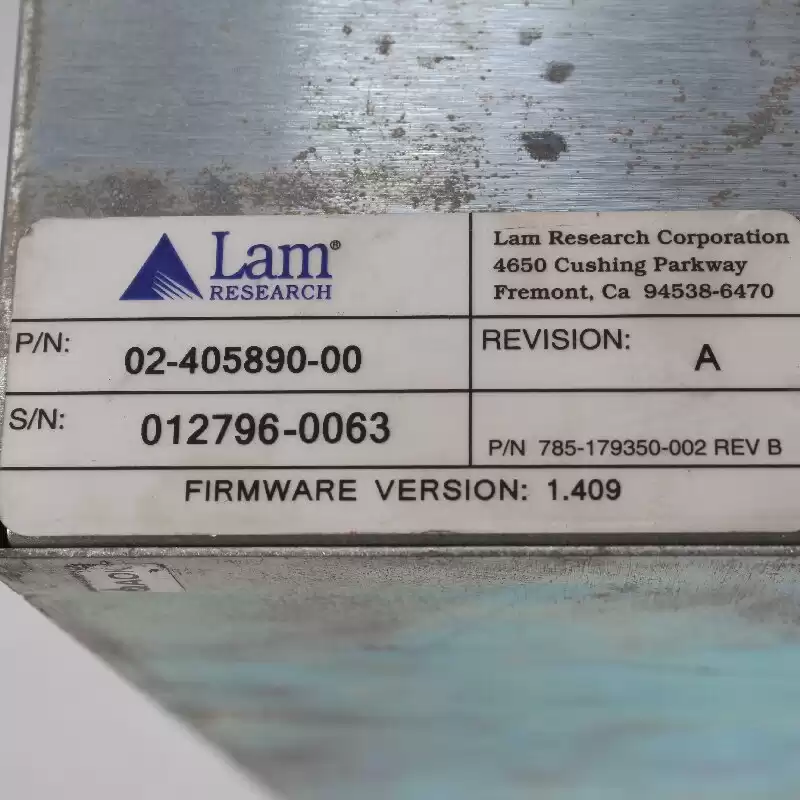 Lam®
RESEARCH
Lam Research Corporation
4650 Cushing Parkway
Fremont, Ca 94538-6470
P/N:
02-405890-00
REVISION:
A
S/N:
012796-0063
P/N 785-179350-002 REV B
FIRMWARE VERSION: 1.409